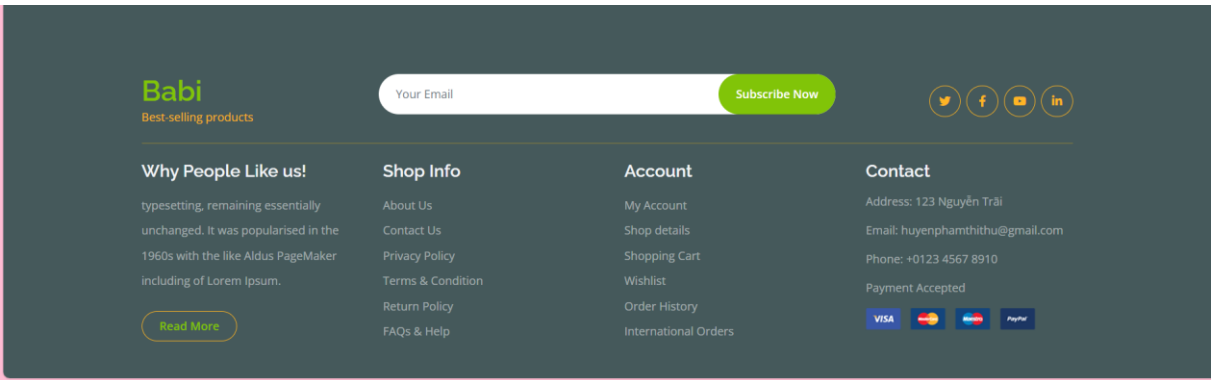 Babi
Best-selling products
Your Email
Subscribe Now
Why People Like us!
typesetting, remaining essentially
unchanged. It was popularised in the
1960s with the like Aldus PageMaker
including of Lorem Ipsum.
Read More
Shop Info
About Us
Contact Us
Privacy Policy
Terms & Condition
Return Policy
FAQs & Help
Account
My Account
Shop details
Shopping Cart
Wishlist
Order History
International Orders
Contact
Address: 123 Nguyễn Trãi
Email: huyenphamthithu@gmail.com
Phone: +0123 4567 8910
Payment Accepted
VISA
PayPal